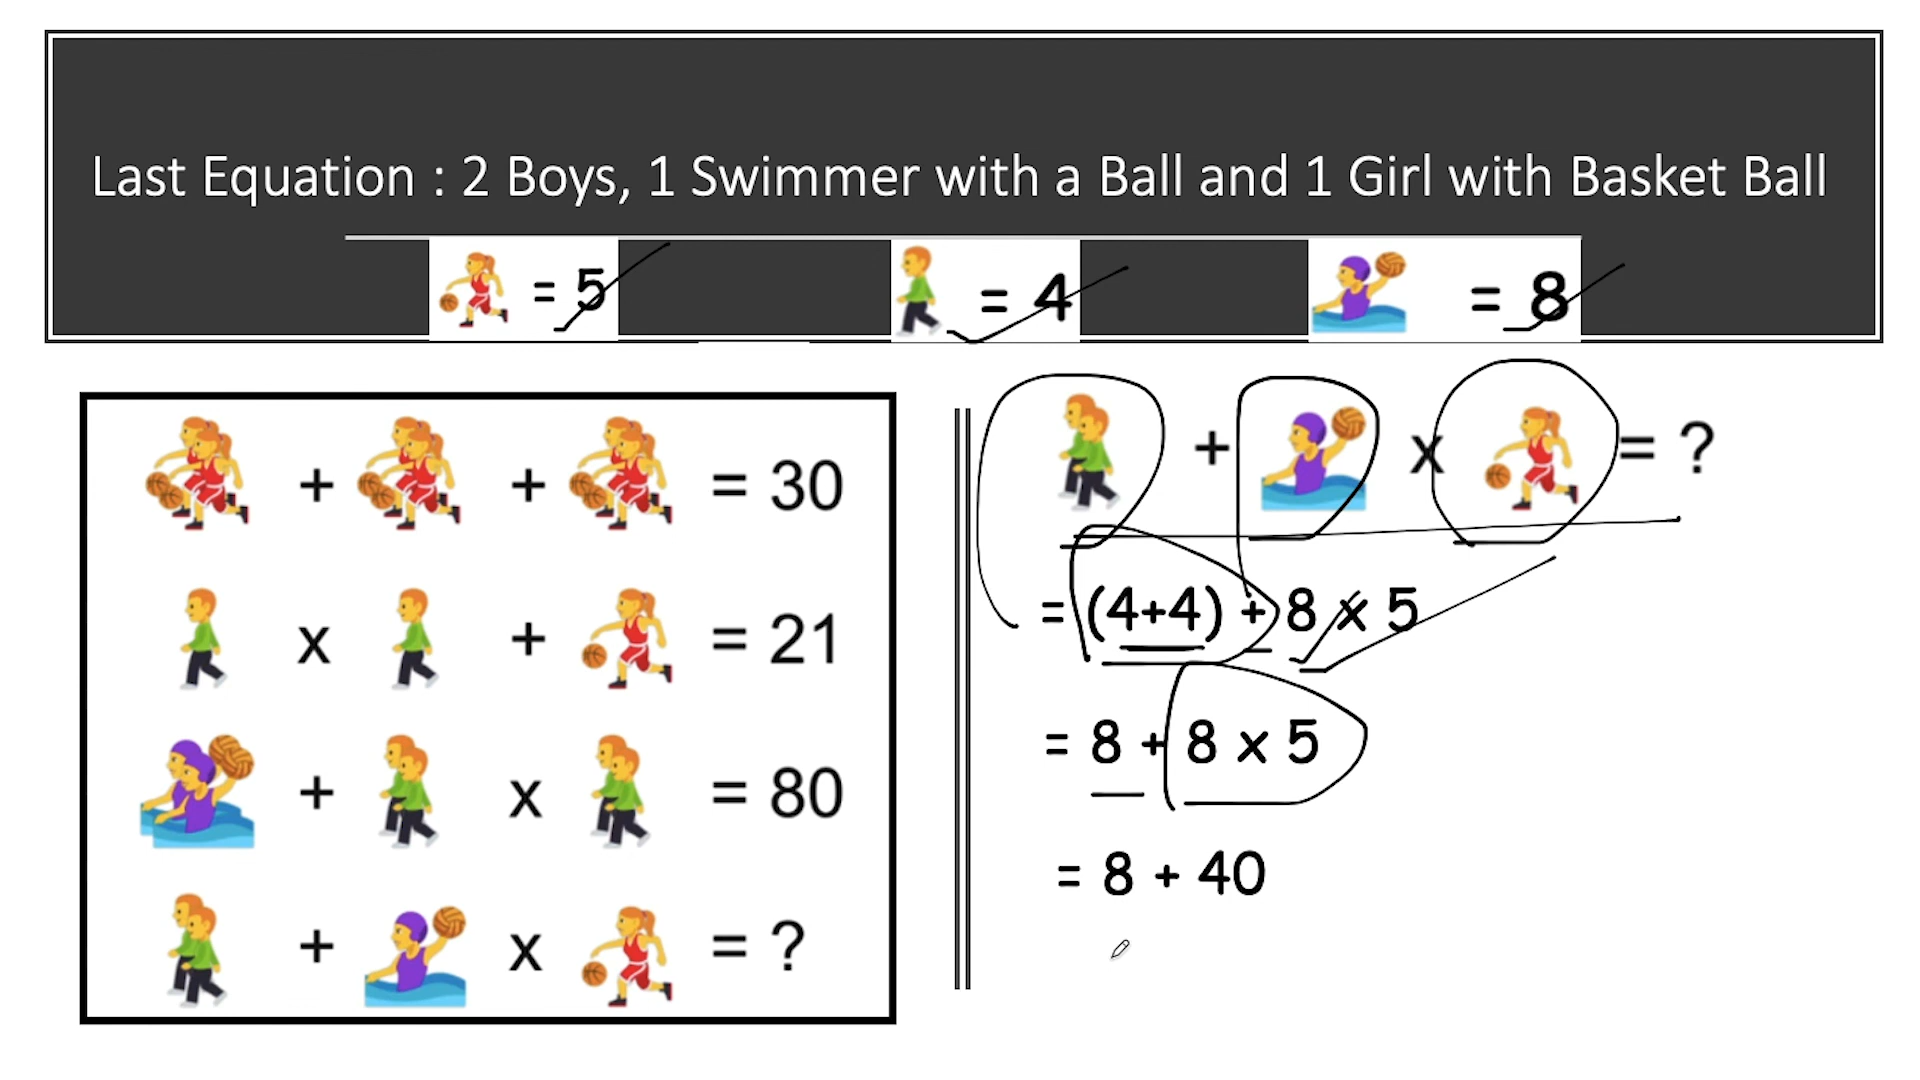 Last Equation : 2 Boys, 1 Swimmer with a Ball and 1 Girl with Basket Ball
= 5
= 4
= 8
+ + = 30
x + = 21
+ x = 80
+ x = ?
+ x = ?
= (4+4) + 8 x 5
= 8 + 8 x 5
= 8 + 40